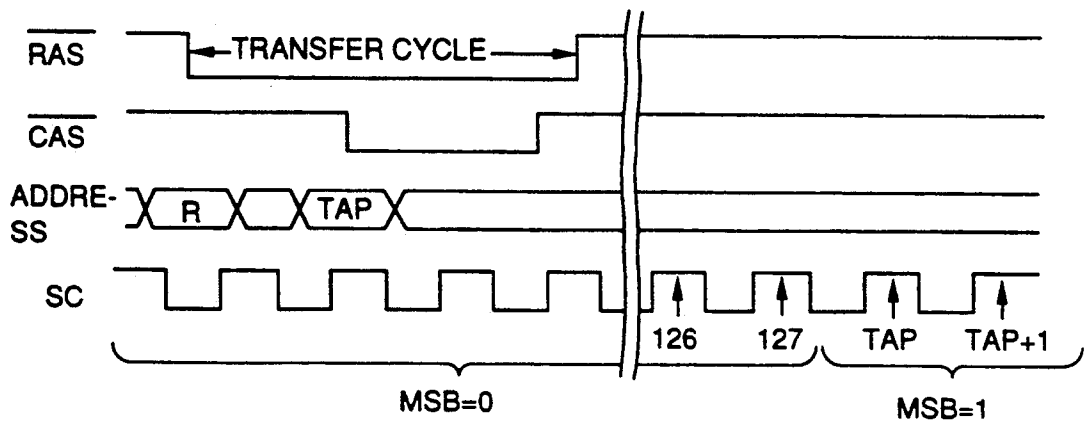 RAS
TRANSFER CYCLE
CAS
ADDRE-
SS
R
TAP
SC
126
127
TAP
TAP+1
MSB=0
MSB=1